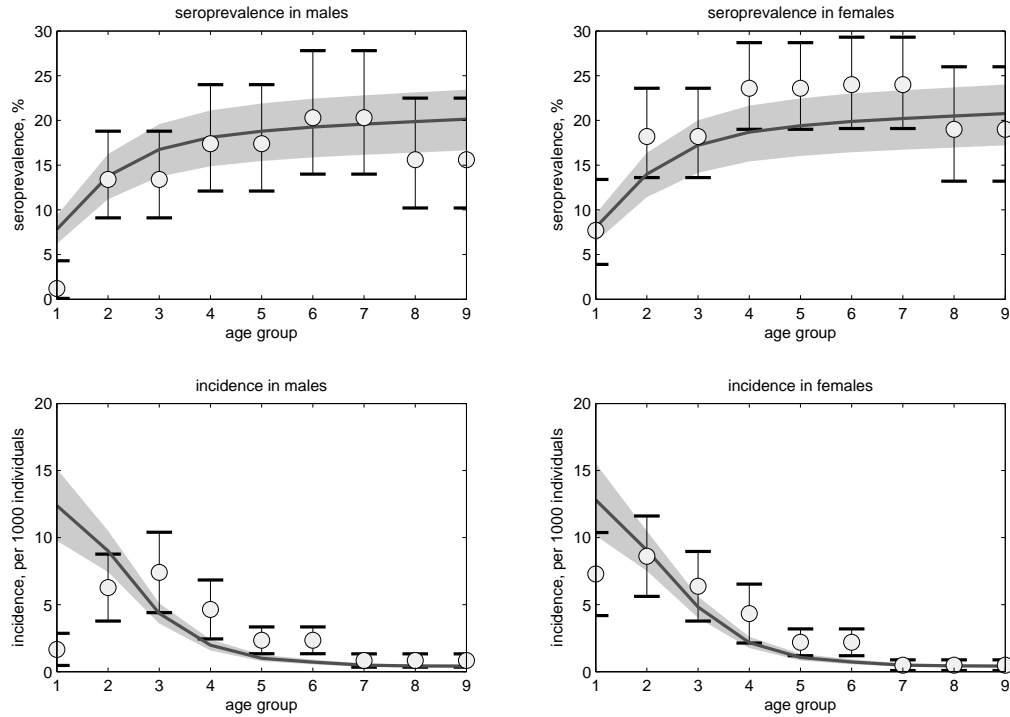 seroprevalence in males
30
25
20
15
10
5
0
seroprevalence, %
1 2 3 4 5 6 7 8 9
age group
seroprevalence in females
30
25
20
15
10
5
0
seroprevalence, %
1 2 3 4 5 6 7 8 9
age group
incidence in males
20
15
10
5
0
incidence, per 1000 individuals
1 2 3 4 5 6 7 8 9
age group
incidence in females
20
15
10
5
0
incidence, per 1000 individuals
1 2 3 4 5 6 7 8 9
age group